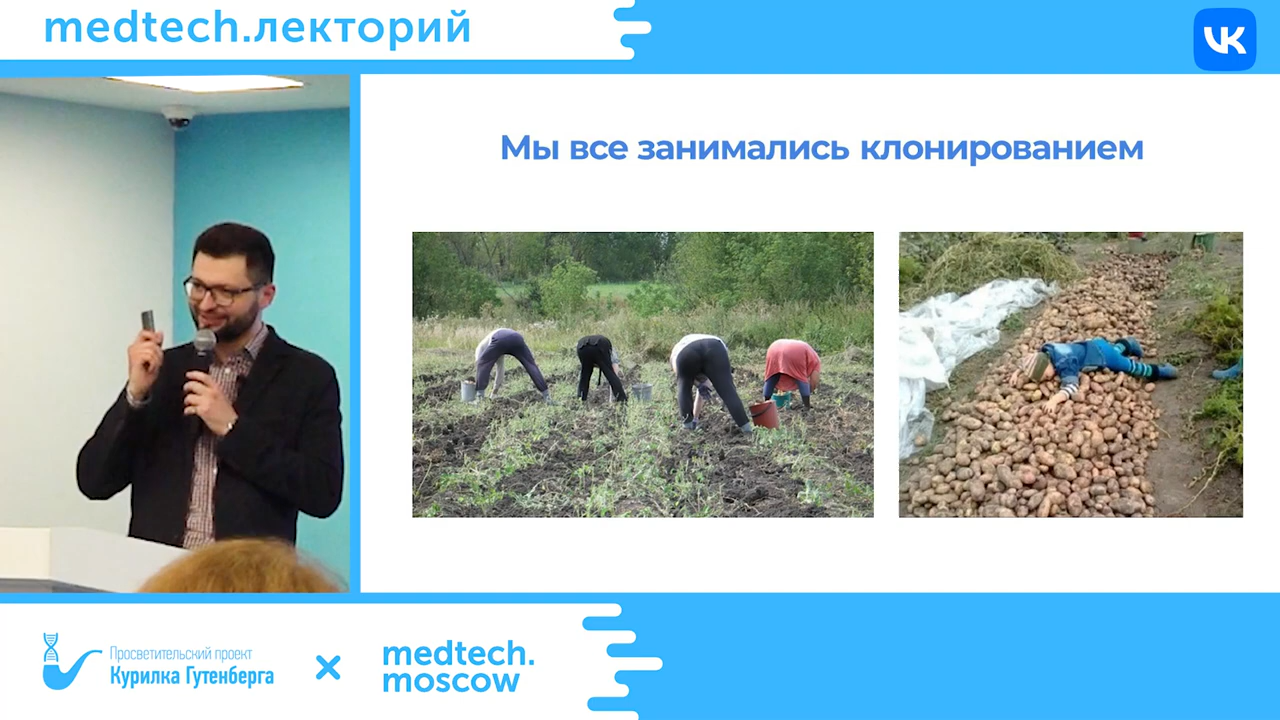 medtech.лекторий
Мы все занимались клонированием
Просветительский проект
Курилка Гутенберга
medtech.
moscow